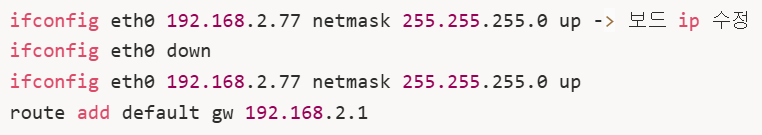 ifconfig eth0 192.168.2.77 netmask 255.255.255.0 up -> 보드 ip 수정
ifconfig eth0 down
ifconfig eth0 192.168.2.77 netmask 255.255.255.0 up
route add default gw 192.168.2.1